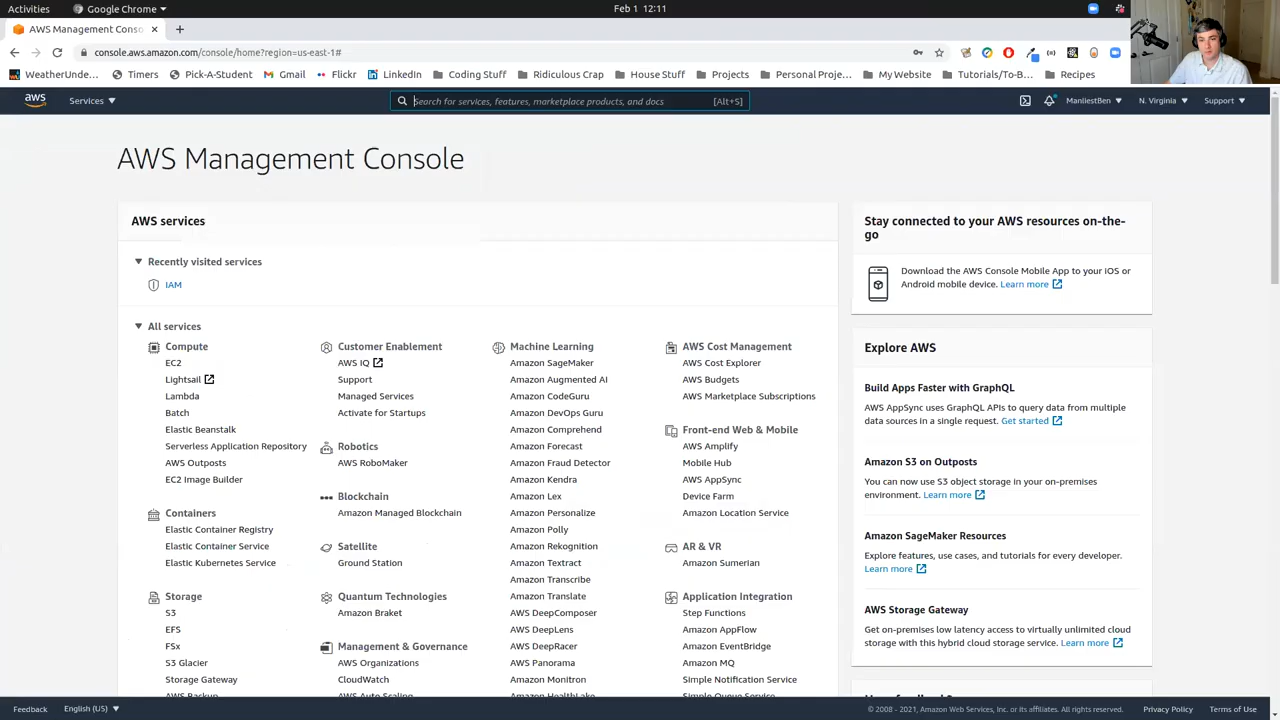 Activities
Google Chrome
Feb 1 12:11
AWS Management Conso
console.aws.amazon.com/console/home?region=us-east-1#
WeatherUnde...
Timers
Pick-A-Student
Gmail
Flickr
LinkedIn
Coding Stuff
Ridiculous Crap
House Stuff
Projects
Personal Proje...
My Website
Tutorials/To-B...
Recipes
aws
Services
Search for services, features, marketplace products, and docs
[Alt+S]
ManliestBen
N. Virginia
Support
AWS Management Console
AWS services
Recently visited services
IAM
All services
Compute
EC2
Lightsail
Lambda
Batch
Elastic Beanstalk
Serverless Application Repository
AWS Outposts
EC2 Image Builder
Containers
Elastic Container Registry
Elastic Container Service
Elastic Kubernetes Service
Storage
S3
EFS
FSx
S3 Glacier
Storage Gateway
AWS Backup
Customer Enablement
AWS IQ
Support
Managed Services
Activate for Startups
Robotics
AWS RoboMaker
Blockchain
Amazon Managed Blockchain
Satellite
Ground Station
Quantum Technologies
Amazon Braket
Management & Governance
AWS Organizations
CloudWatch
AWS Auto Scaling
Machine Learning
Amazon SageMaker
Amazon Augmented AI
Amazon CodeGuru
Amazon DevOps Guru
Amazon Comprehend
Amazon Forecast
Amazon Fraud Detector
Amazon Kendra
Amazon Lex
Amazon Personalize
Amazon Polly
Amazon Rekognition
Amazon Textract
Amazon Transcribe
Amazon Translate
AWS DeepComposer
AWS DeepLens
AWS DeepRacer
AWS Panorama
Amazon Monitron
Amazon HealthLake
AWS Cost Management
AWS Cost Explorer
AWS Budgets
AWS Marketplace Subscriptions
Front-end Web & Mobile
AWS Amplify
Mobile Hub
AWS AppSync
Device Farm
Amazon Location Service
AR & VR
Amazon Sumerian
Application Integration
Step Functions
Amazon AppFlow
Amazon EventBridge
Amazon MQ
Simple Notification Service
Simple Queue Service
Stay connected to your AWS resources on-the-
go
Download the AWS Console Mobile App to your iOS or
Android mobile device. Learn more
Explore AWS
Build Apps Faster with GraphQL
AWS AppSync uses GraphQL APIs to query data from multiple
data sources in a single request. Get started
Amazon S3 on Outposts
You can now use S3 object storage in your on-premises
environment. Learn more
Amazon SageMaker Resources
Explore features, use cases, and tutorials for every developer.
Learn more
AWS Storage Gateway
Get on-premises low latency access to virtually unlimited cloud
storage with this hybrid cloud storage service. Learn more
Feedback
English (US)
© 2008 - 2021, Amazon Web Services, Inc. or its affiliates. All rights reserved.
Privacy Policy
Terms of Use